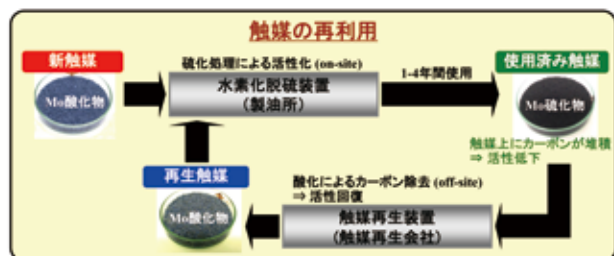 触媒の再利用
新触媒
Mo酸化物
硫化処理による活性化 (on-site)
水素化脱硫装置
(製油所)
1-4年間使用
使用済み触媒
Mo硫化物
触媒上にカーボンが堆積
⇒ 活性低下
酸化によるカーボン除去 (off-site)
⇒ 活性回復
触媒再生装置
(触媒再生会社)
再生触媒
Mo酸化物